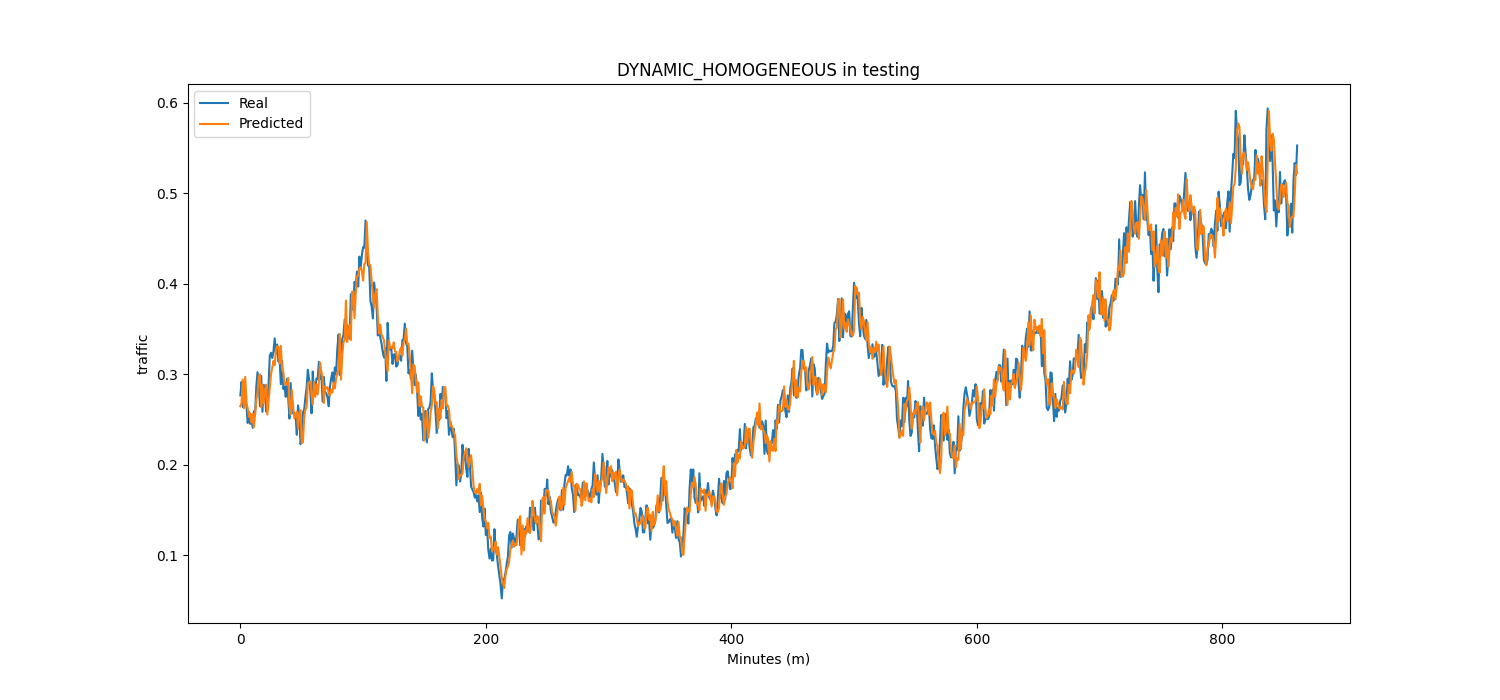 DYNAMIC_HOMOGENEOUS in testing
Real
Predicted
0.6
0.5
0.4
0.3
0.2
0.1
traffic
0 200 400 600 800
Minutes (m)